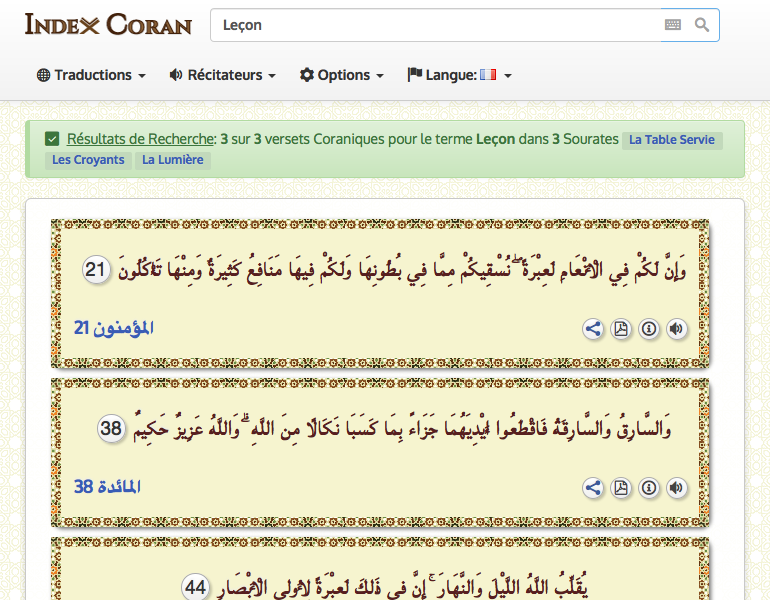 INDEX CORAN
Leçon
Traductions
Récitateurs
Options
Langue:
Résultats de Recherche: 3 sur 3 versets Coraniques pour le terme Leçon dans 3 Sourates La Table Servie
Les Croyants La Lumière
وَإِنَّ لَكُمْ فِي الْأَنْعَامِ لَعِبْرَةً ۖ نُسْقِيكُمْ مِمَّا فِي بُطُونِهَا وَلَكُمْ فِيهَا مَنَافِعُ كَثِيرَةٌ وَمِنْهَا تَأْكُلُونَ 21
المؤمنون 21
وَالسَّارِقُ وَالسَّارِقَةُ فَاقْطَعُوا أَيْدِيَهُمَا جَزَاءً بِمَا كَسَبَا نَكَالًا مِنَ اللَّهِ ۗ وَاللَّهُ عَزِيزٌ حَكِيمٌ 38
المائدة 38
يُقَلِّبُ اللَّهُ اللَّيْلَ وَالنَّهَارَ ۚ إِنَّ فِي ذَٰلِكَ لَعِبْرَةً لِأُولِي الْأَبْصَارِ 44